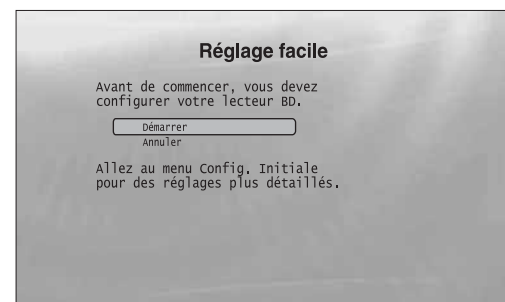 Réglage facile
Avant de commencer, vous devez
configurer votre lecteur BD.
Démarrer
Annuler
Allez au menu Config. Initiale
pour des réglages plus détaillés.